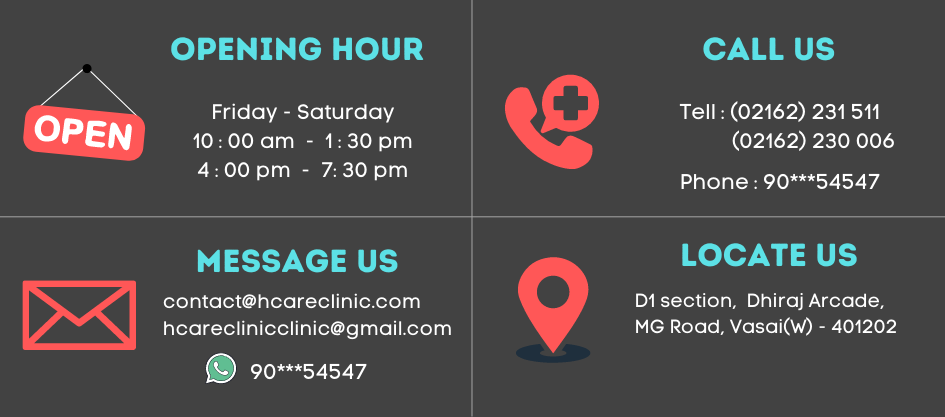 OPENING HOUR
OPEN
Friday - Saturday
10 : 00 am - 1 : 30 pm
4 : 00 pm - 7: 30 pm
CALL US
Tell : (02162) 231 511
(02162) 230 006
Phone : 90***54547
MESSAGE US
contact@hcareclinic.com
hcareclinicclinic@gmail.com
90***54547
LOCATE US
D1 section, Dhiraj Arcade,
MG Road, Vasai(W) - 401202